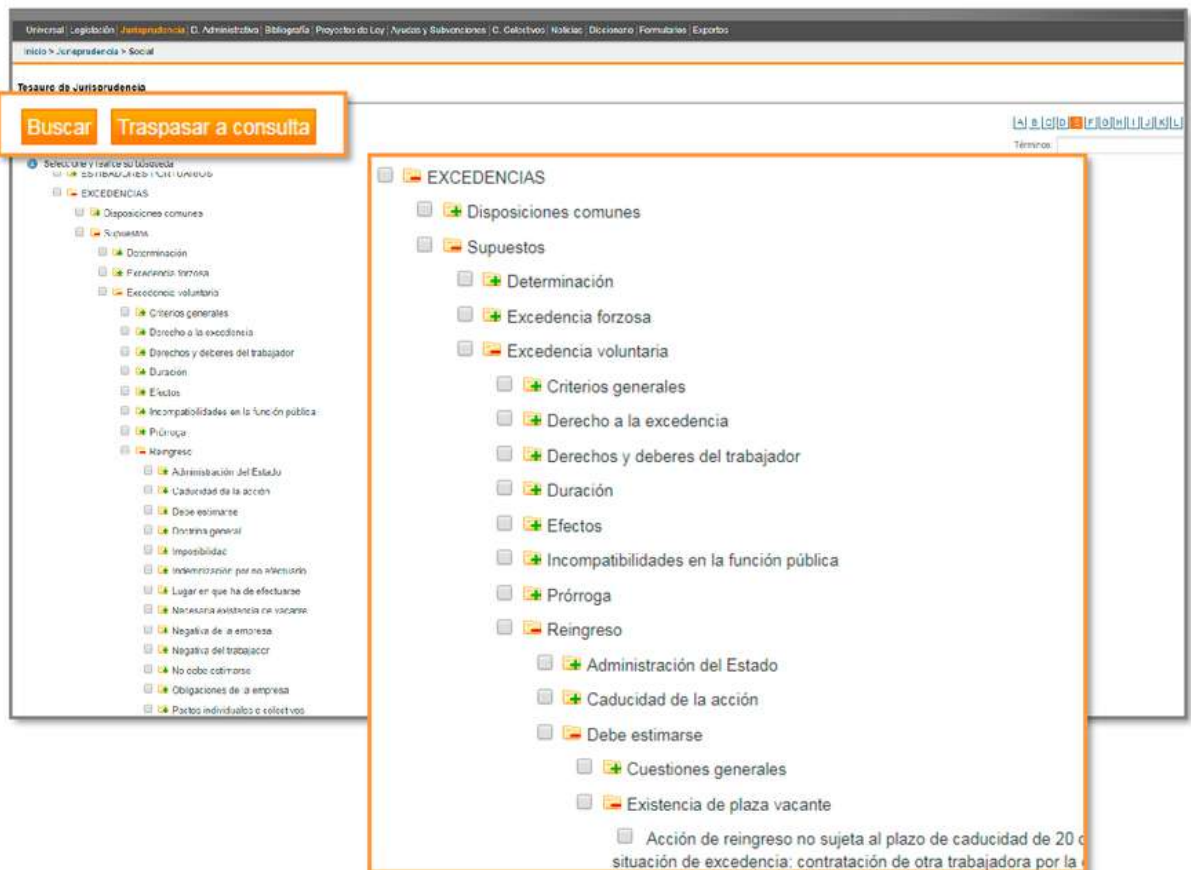 Universal | Legislación | Jurisprudencia | D. Administrativa | Bibliografía | Proyectos de Ley | Ayudas y Subvenciones | C. Colectivos | Noticias | Diccionario | Formularios | Expertos
Inicio > Jurisprudencia > Social
Tesauro de Jurisprudencia
Buscar Traspasar a consulta
A B C D E F G H I J K L
Términos:
Seleccione y realice su búsqueda
ESTIBADORES PORTUARIOS
EXCEDENCIAS
Disposiciones comunes
Supuestos
Determinación
Excedencia forzosa
Excedencia voluntaria
Criterios generales
Derecho a la excedencia
Derechos y deberes del trabajador
Duración
Efectos
Incompatibilidades en la función pública
Prórroga
Reingreso
Administración del Estado
Caducidad de la acción
Debe estimarse
Doctrina general
Imposibilidad
Indemnización por no efectuarlo
Lugar en que ha de efectuarse
Necesaria existencia de vacante
Negativa de la empresa
Negativa del trabajador
No debe estimarse
Obligaciones de la empresa
Pactos individuales o colectivos
EXCEDENCIAS
Disposiciones comunes
Supuestos
Determinación
Excedencia forzosa
Excedencia voluntaria
Criterios generales
Derecho a la excedencia
Derechos y deberes del trabajador
Duración
Efectos
Incompatibilidades en la función pública
Prórroga
Reingreso
Administración del Estado
Caducidad de la acción
Debe estimarse
Cuestiones generales
Existencia de plaza vacante
Acción de reingreso no sujeta al plazo de caducidad de 20
situación de excedencia: contratación de otra trabajadora por la